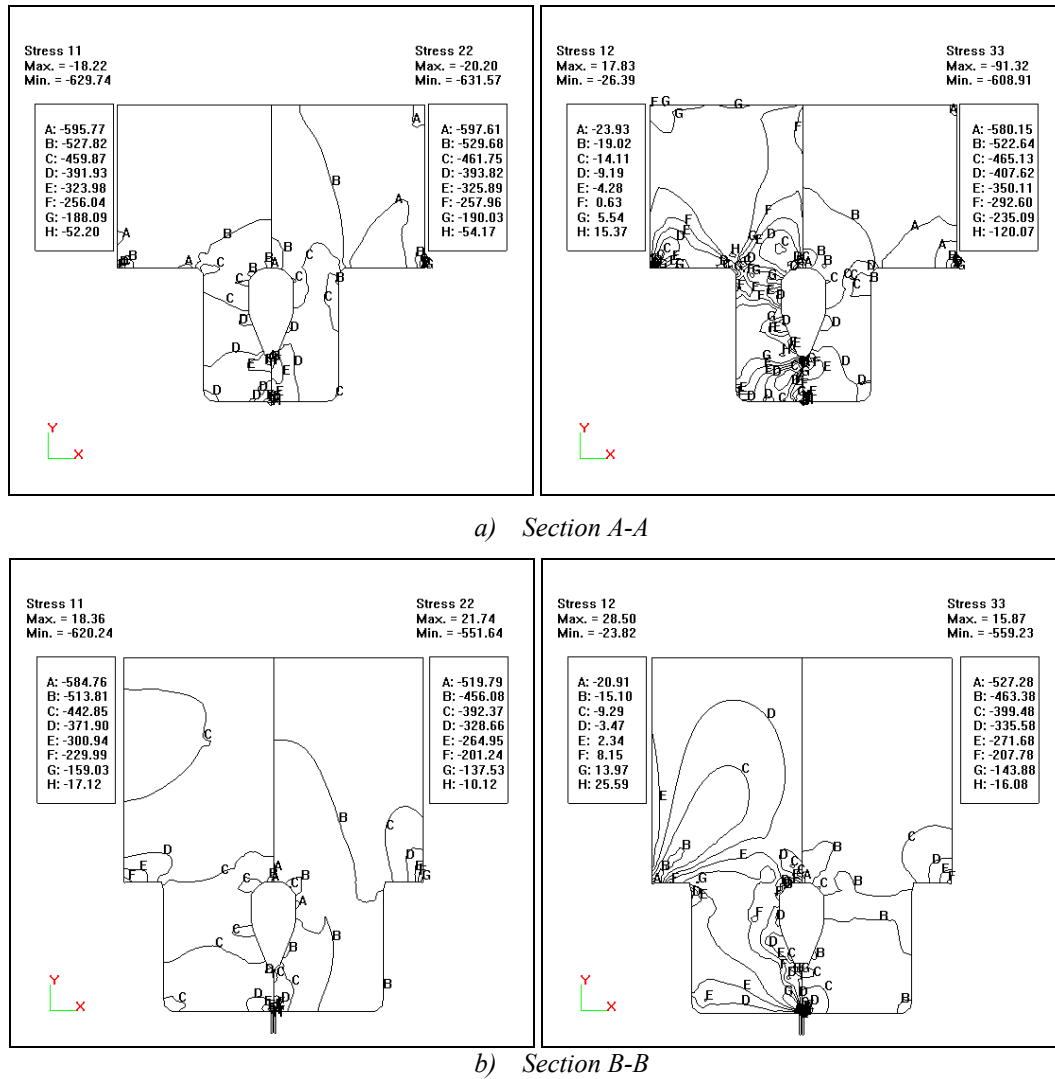 Stress 11
Max. = -18.22
Min. = -629.74
Stress 22
Max. = -20.20
Min. = -631.57
A: -595.77
B: -527.82
C: -459.87
D: -391.93
E: -323.98
F: -256.04
G: -188.09
H: -52.20
A: -597.61
B: -529.68
C: -461.75
D: -393.82
E: -325.89
F: -257.96
G: -190.03
H: -54.17
Y
X
Stress 12
Max. = 17.83
Min. = -26.39
Stress 33
Max. = -91.32
Min. = -608.91
A: -23.93
B: -19.02
C: -14.11
D: -9.19
E: -4.28
F: 0.63
G: 5.54
H: 15.37
A: -580.15
B: -522.64
C: -465.13
D: -407.62
E: -350.11
F: -292.60
G: -235.09
H: -120.07
Y
X
a) Section A-A
Stress 11
Max. = 18.36
Min. = -620.24
Stress 22
Max. = 21.74
Min. = -551.64
A: -584.76
B: -513.81
C: -442.85
D: -371.90
E: -300.94
F: -229.99
G: -159.03
H: -17.12
A: -519.79
B: -456.08
C: -392.37
D: -328.66
E: -264.95
F: -201.24
G: -137.53
H: -10.12
Y
X
Stress 12
Max. = 28.50
Min. = -23.82
Stress 33
Max. = 15.87
Min. = -559.23
A: -20.91
B: -15.10
C: -9.29
D: -3.47
E: 2.34
F: 8.15
G: 13.97
H: 25.59
A: -527.28
B: -463.38
C: -399.48
D: -335.58
E: -271.68
F: -207.78
G: -143.88
H: -16.08
Y
X
b) Section B-B